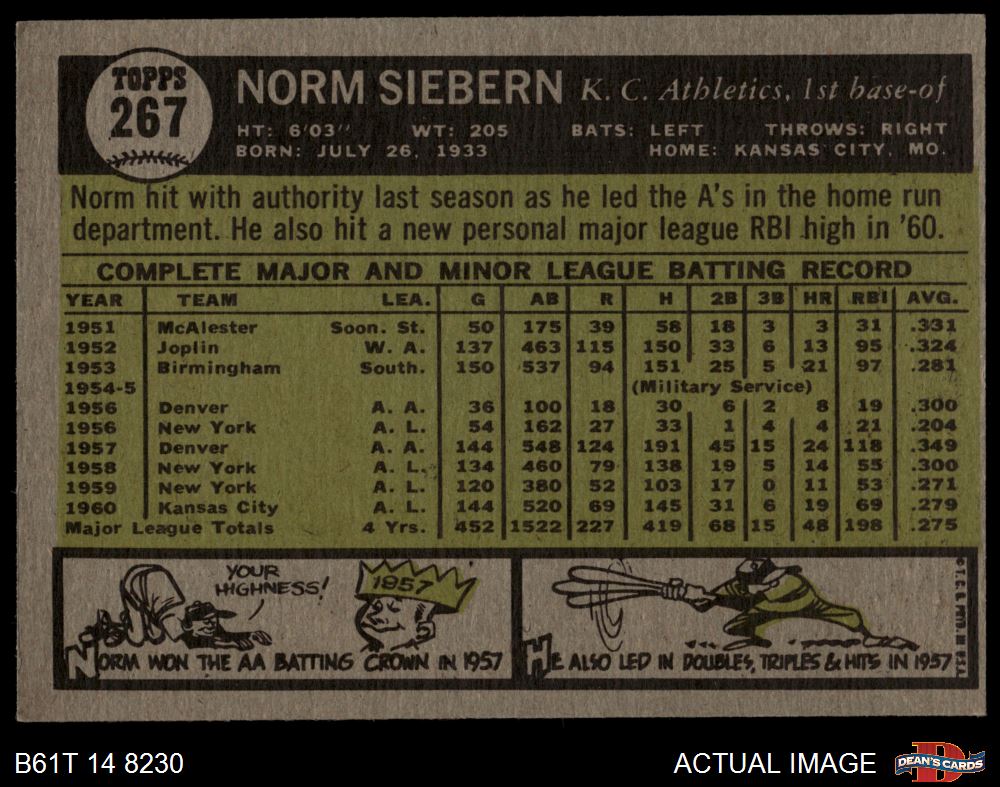 TOPPS
267
NORM SIEBERN K. C. Athletics, 1st base-of
HT: 6'03" WT: 205 BATS: LEFT THROWS: RIGHT
BORN: JULY 26, 1933 HOME: KANSAS CITY, MO.
Norm hit with authority last season as he led the A's in the home run
department. He also hit a new personal major league RBI high in '60.
COMPLETE MAJOR AND MINOR LEAGUE BATTING RECORD
YEAR TEAM LEA. G AB R H 2B 3B HR RBI AVG.
1951 McAlester Soon. St. 50 175 39 58 18 3 3 31 .331
1952 Joplin W. A. 137 463 115 150 33 6 13 95 .324
1953 Birmingham South. 150 537 94 151 25 5 21 97 .281
1954-5 (Military Service)
1956 Denver A. A. 36 100 18 30 6 2 8 19 .300
1956 New York A. L. 54 162 27 33 1 4 4 21 .204
1957 Denver A. A. 144 548 124 191 45 15 24 118 .349
1958 New York A. L. 134 460 79 138 19 5 14 55 .300
1959 New York A. L. 120 380 52 103 17 0 11 53 .271
1960 Kansas City A. L. 144 520 69 145 31 6 19 69 .279
Major League Totals 4 Yrs. 452 1522 227 419 68 15 48 198 .275
YOUR
HIGHNESS!
1957
NORM WON THE AA BATTING CROWN IN 1957
HE ALSO LED IN DOUBLES, TRIPLES & HITS IN 1957
© T. C. G. PRTD. IN U.S.A.
B61T 14 8230
ACTUAL IMAGE
B
DEAN'S CARDS